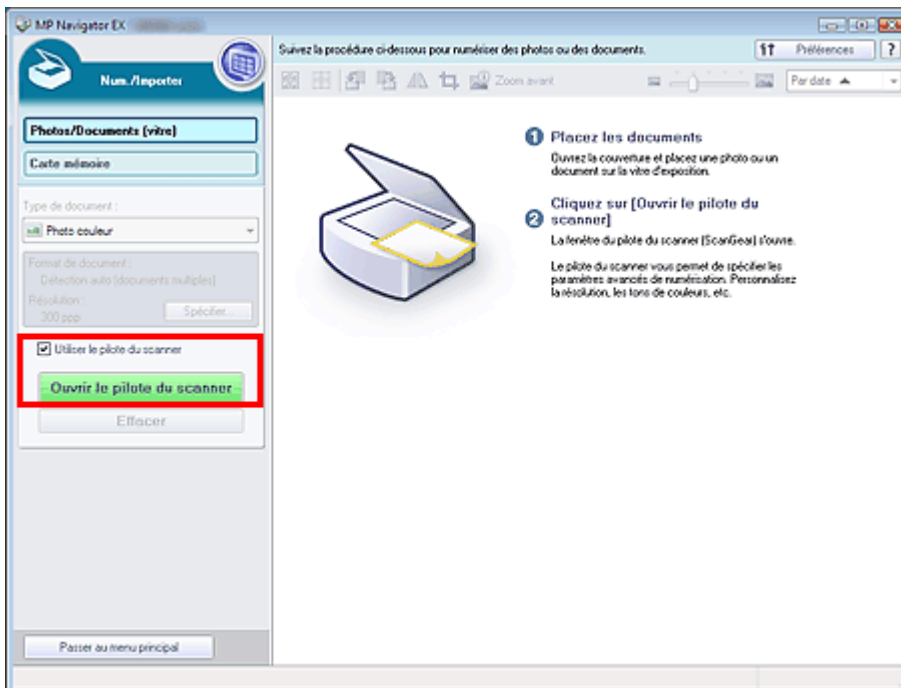 MP Navigator EX
Num./Importer
Suivez la procédure ci-dessous pour numériser des photos ou des documents.
Préférences
?
Zoom avant
Par date
Photos/Documents (vitre)
Carte mémoire
Type de document :
Photo couleur
Format de document :
Détection auto (documents multiples)
Résolution :
300 ppp
Spécifier...
Utiliser le pilote du scanner
Ouvrir le pilote du scanner
Effacer
1 Placez les documents
Ouvrez la couverture et placez une photo ou un
document sur la vitre d'exposition.
2 Cliquez sur [Ouvrir le pilote du
scanner]
La fenêtre du pilote du scanner (ScanGear) s'ouvre.
Le pilote du scanner vous permet de spécifier les
paramètres avancés de numérisation. Personnalisez
la résolution, les tons de couleurs, etc.
Passer au menu principal